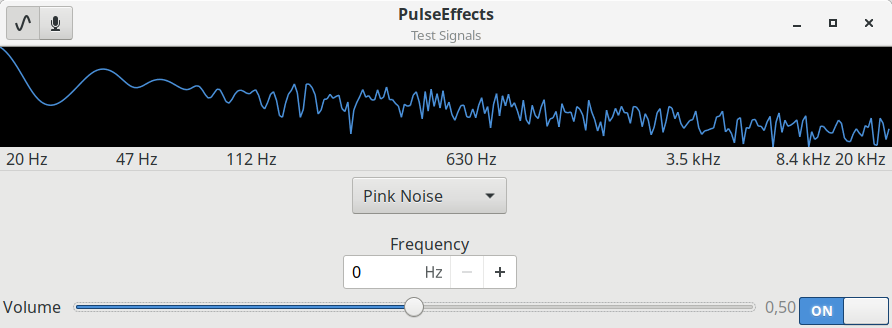 PulseEffects
Test Signals
20 Hz 47 Hz 112 Hz 630 Hz 3.5 kHz 8.4 kHz 20 kHz
Pink Noise
Frequency
0 Hz − +
Volume 0,50 ON